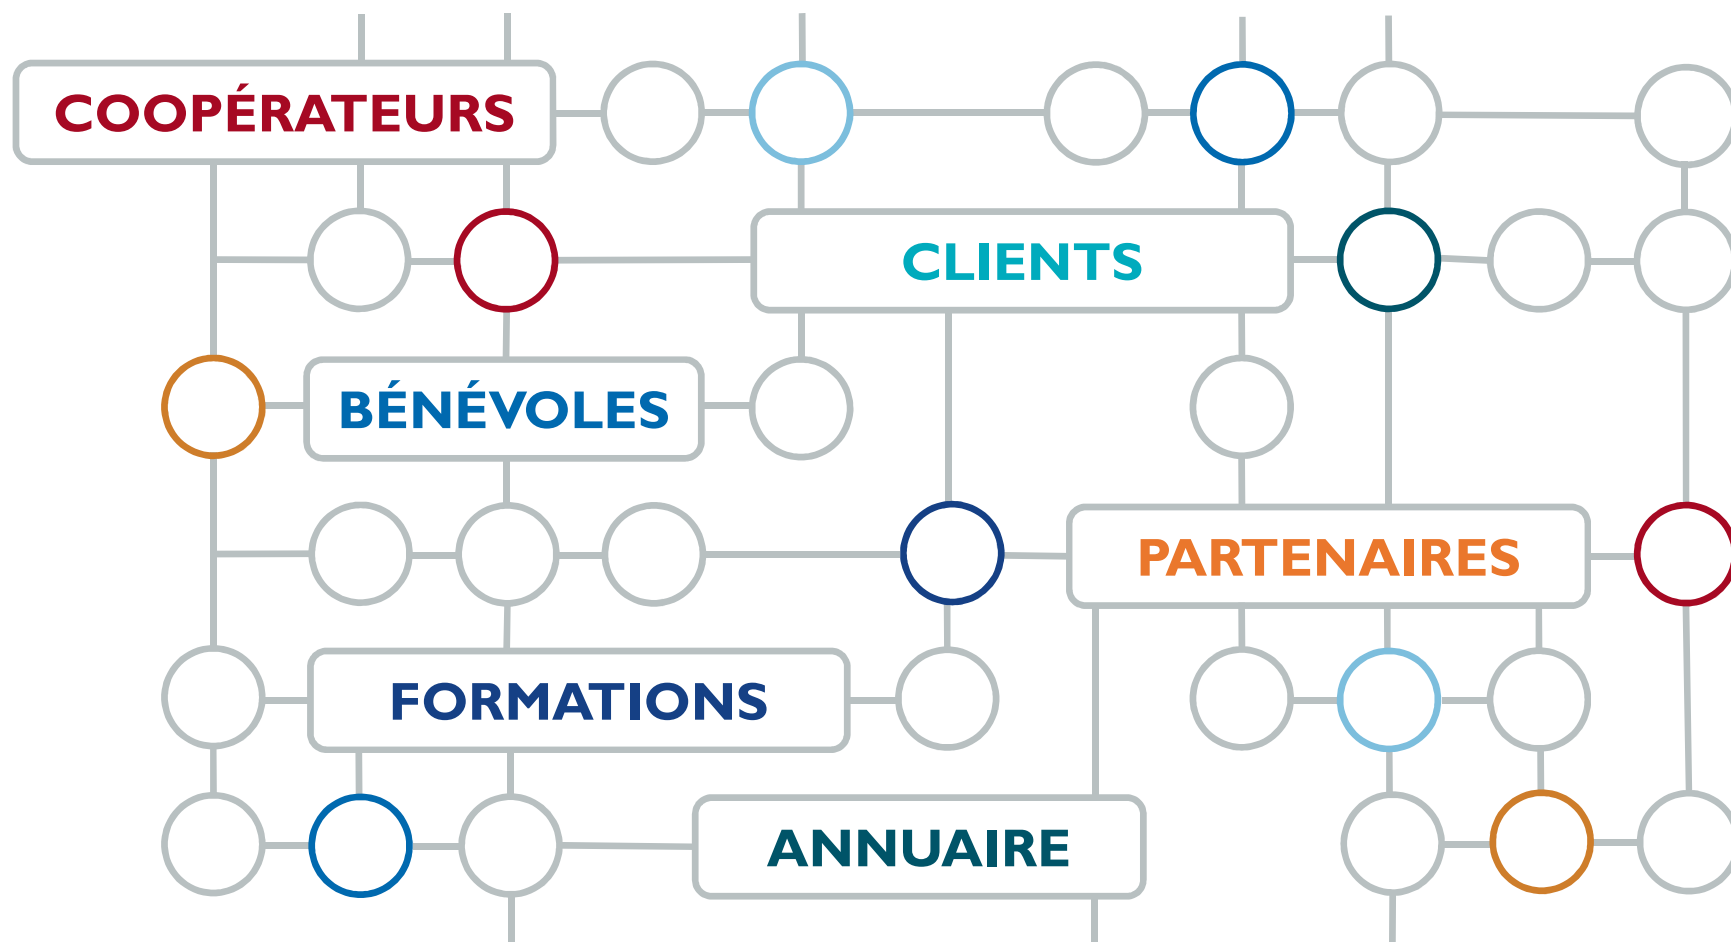 COOPÉRATEURS
CLIENTS
BÉNÉVOLES
PARTENAIRES
FORMATIONS
ANNUAIRE